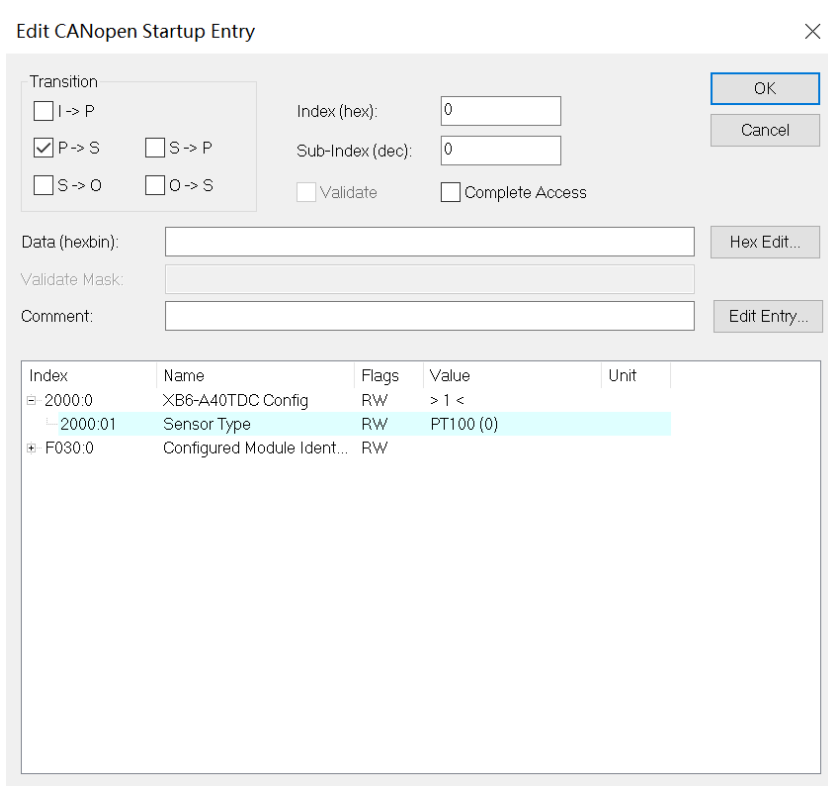 Edit CANopen Startup Entry
Transition
I -> P
P -> S
S -> P
S -> O
O -> S
Index (hex):
0
Sub-Index (dec):
0
Validate
Complete Access
OK
Cancel
Data (hexbin):
Hex Edit...
Validate Mask:
Comment:
Edit Entry...
Index Name Flags Value Unit
2000:0 XB6-A40TDC Config RW > 1 <
2000:01 Sensor Type RW PT100 (0)
F030:0 Configured Module Ident... RW